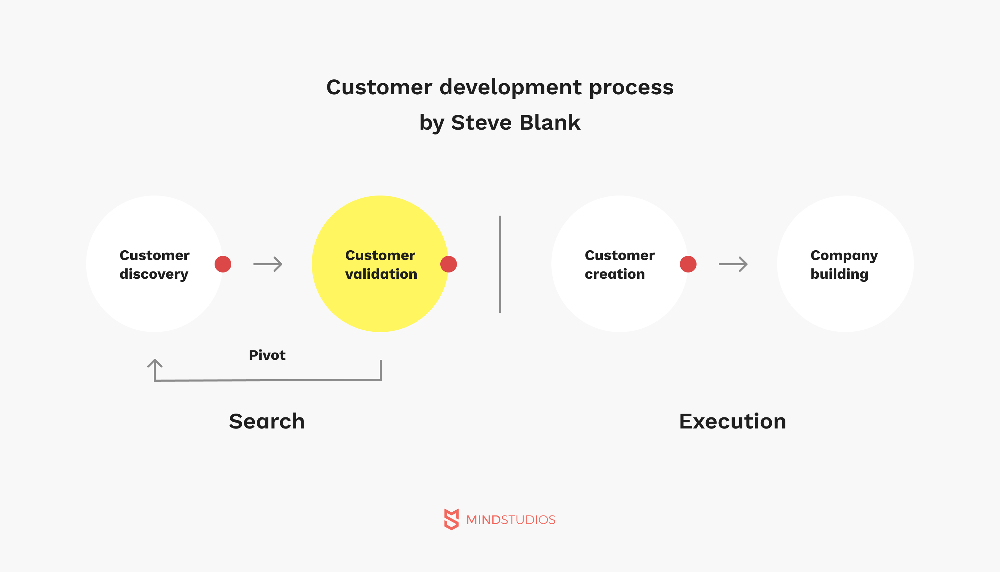 Customer development process
by Steve Blank
Customer
discovery
Customer
validation
Customer
creation
Company
building
Pivot
Search
Execution
MINDSTUDIOS